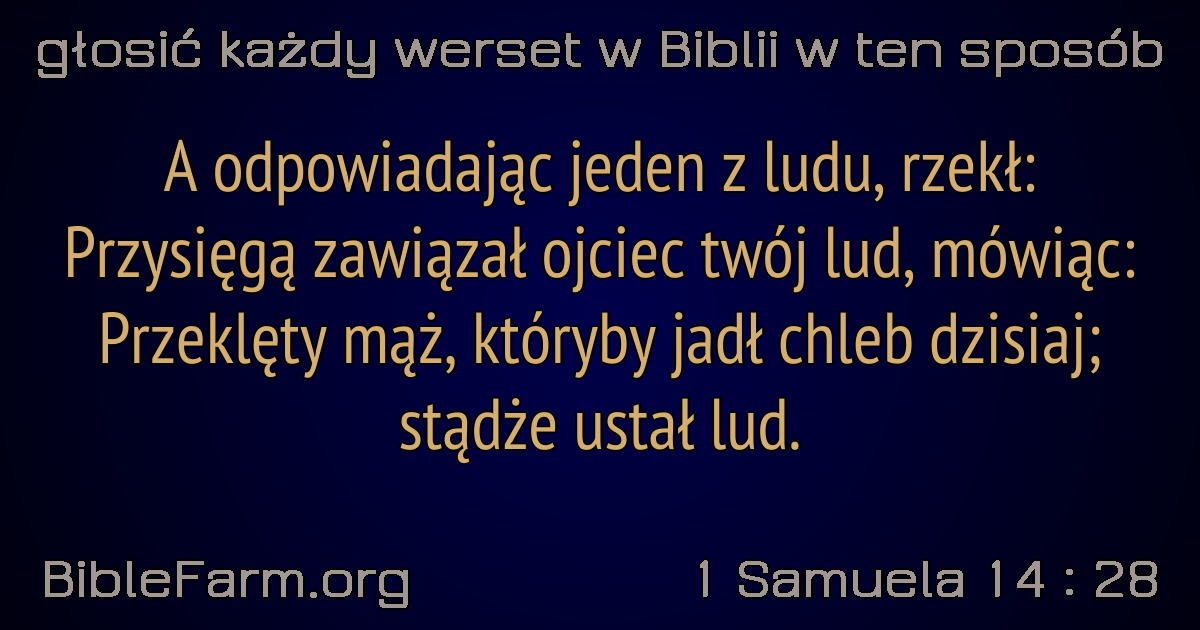 głosić każdy werset w Biblii w ten sposób
A odpowiadając jeden z ludu, rzekł:
Przysięgą zawiązał ojciec twój lud, mówiąc:
Przeklęty mąż, któryby jadł chleb dzisiaj;
stądże ustał lud.
BibleFarm.org
1 Samuela 14 : 28